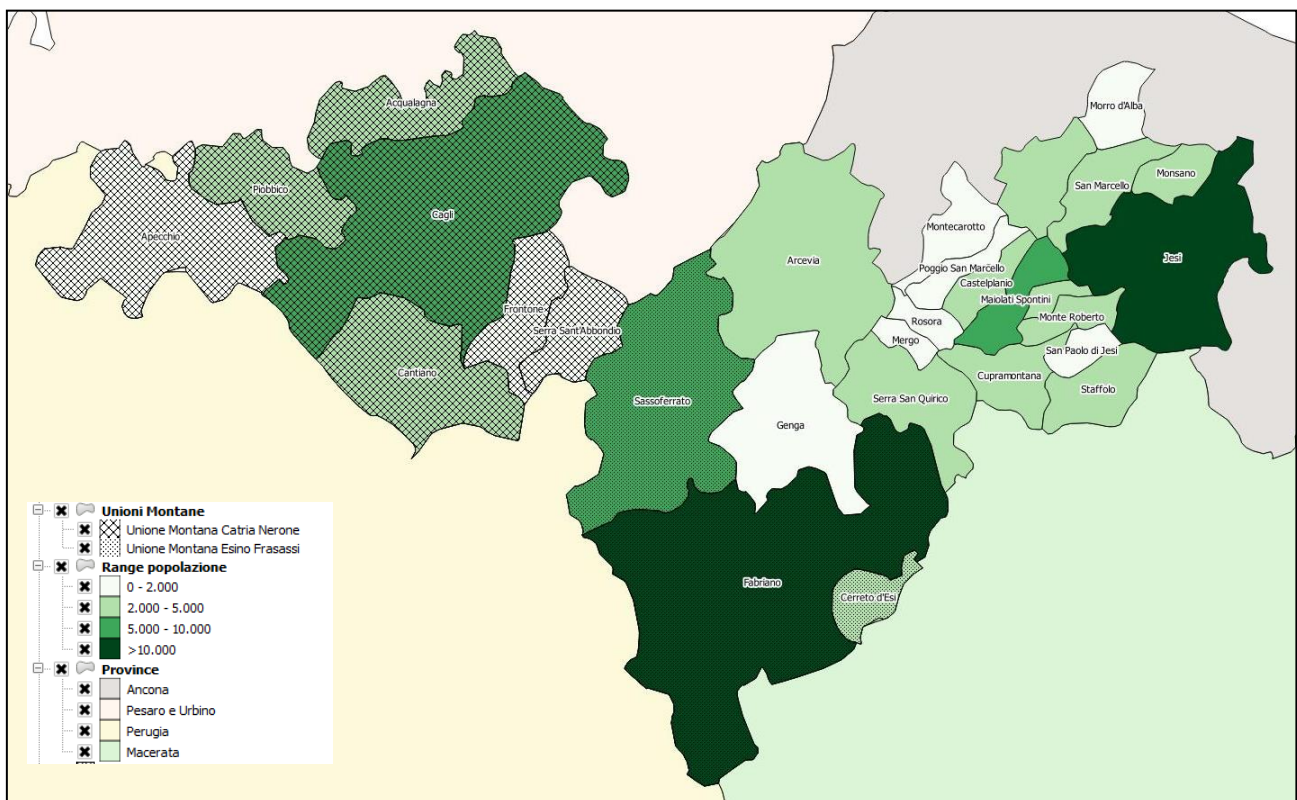 Morro d'Alba
Acqualagna
San Marcello
Monsano
Piobbico
Cagli
Montecarotto
Apecchio
Arcevia
Jesi
Poggio San Marcello
Castelplanio
Maiolati Spontini
Frontone
Rosora
Monte Roberto
Serra Sant'Abbondio
Mergo
San Paolo di Jesi
Cantiano
Cupramontana
Staffolo
Sassoferrato
Serra San Quirico
Genga
Fabriano
Cerreto d'Esi
Unioni Montane
Unione Montana Catria Nerone
Unione Montana Esino Frasassi
Range popolazione
0 - 2.000
2.000 - 5.000
5.000 - 10.000
>10.000
Province
Ancona
Pesaro e Urbino
Perugia
Macerata